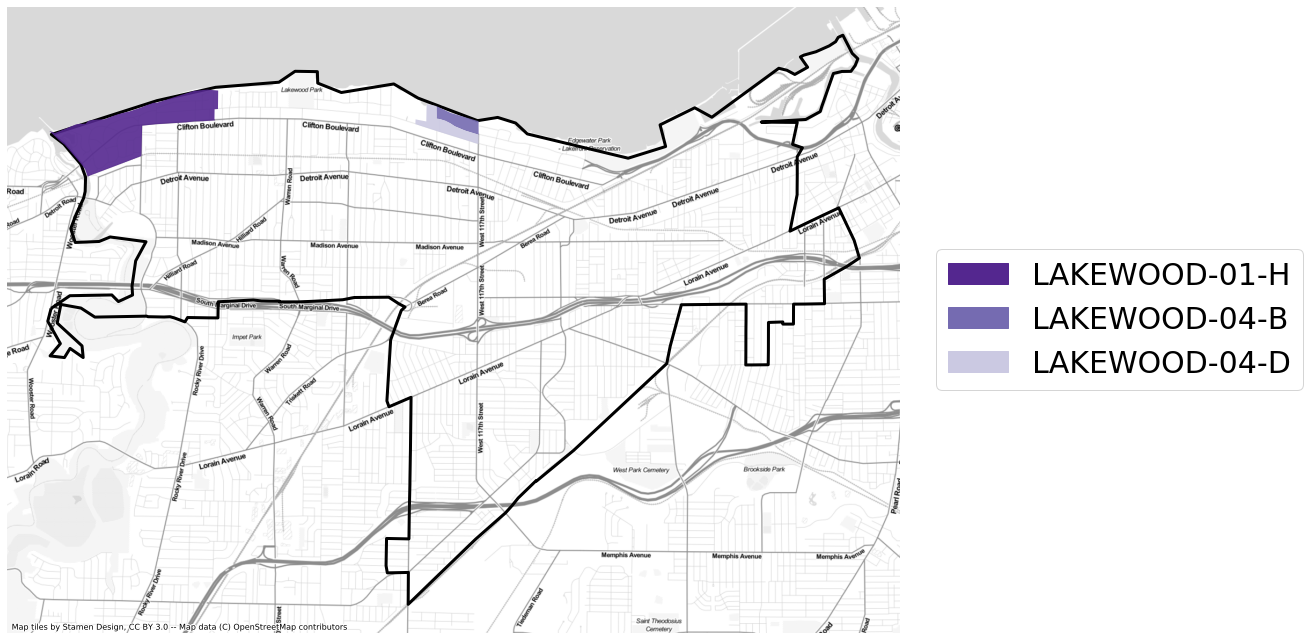 Lakewood Park
Clifton Boulevard
Clifton Boulevard
Clifton Boulevard
Clifton Boulevard
Edgewater Park
- Lakefront Reservation
Detroit Avenue
Detroit Avenue
Detroit Avenue
Detroit Avenue
Detroit Avenue
Detroit Avenue
Road
Detroit Road
Warren Road
West 117th Street
Hilliard Road
Madison Avenue
Madison Avenue
Madison Avenue
Berea Road
Lorain Avenue
Hilliard Road
Warren Road
West 117th Street
Lorain Avenue
Berea Road
South Marginal Drive
South Marginal Drive
LAKEWOOD-01-H
LAKEWOOD-04-B
LAKEWOOD-04-D
Impet Park
Warren Road
Rocky River Drive
Wooster Road
Triskett Road
Lorain Avenue
Warren Road
Lorain Avenue
West 117th Street
Lorain Avenue
Lorain Road
Rocky River Drive
West Park Cemetery
Brookside Park
Pearl Road
Memphis Avenue
Memphis Avenue
Memphis Avenue
Rocky River Drive
Tiedeman Road
Saint Theodosius
Cemetery
Map tiles by Stamen Design, CC BY 3.0 -- Map data (C) OpenStreetMap contributors